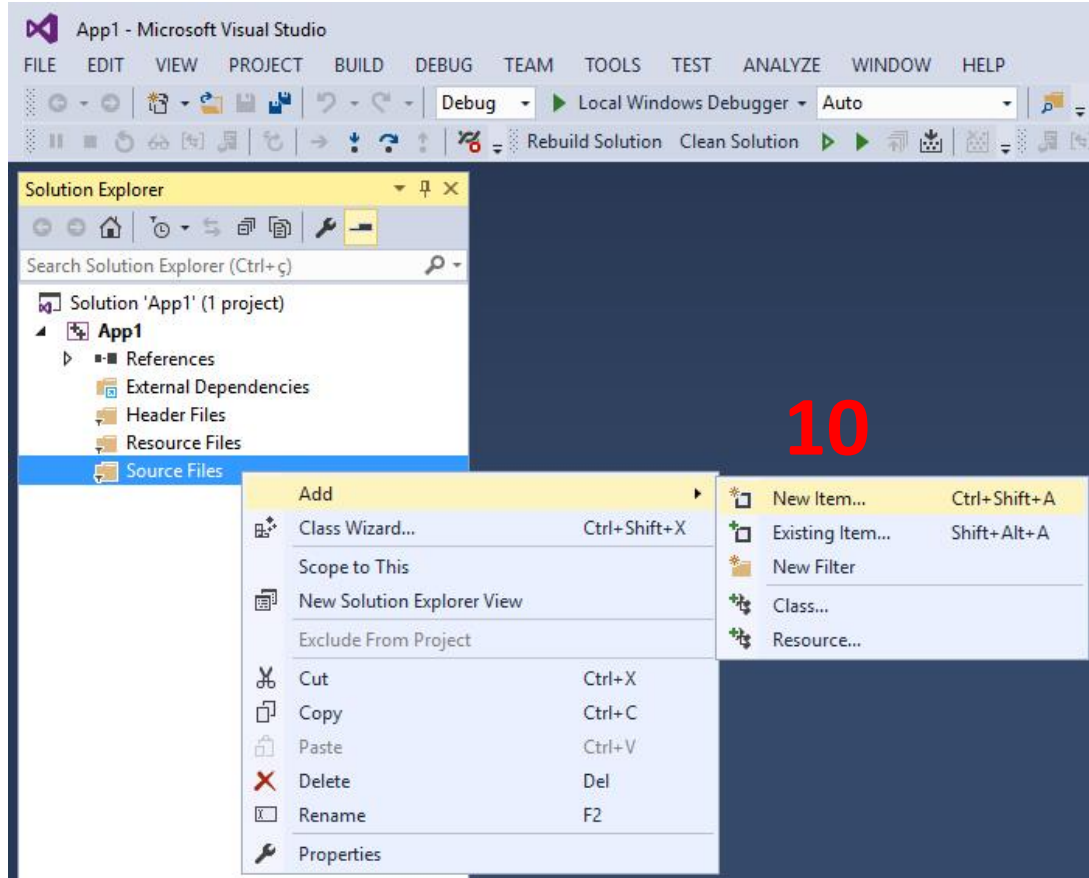 App1 - Microsoft Visual Studio
FILE EDIT VIEW PROJECT BUILD DEBUG TEAM TOOLS TEST ANALYZE WINDOW HELP
Debug Local Windows Debugger Auto
Rebuild Solution Clean Solution
Solution Explorer
Search Solution Explorer (Ctrl+ç)
Solution 'App1' (1 project)
App1
References
External Dependencies
Header Files
Resource Files
Source Files
10
Add
Class Wizard... Ctrl+Shift+X
Scope to This
New Solution Explorer View
Exclude From Project
Cut Ctrl+X
Copy Ctrl+C
Paste Ctrl+V
Delete Del
Rename F2
Properties
New Item... Ctrl+Shift+A
Existing Item... Shift+Alt+A
New Filter
Class...
Resource...